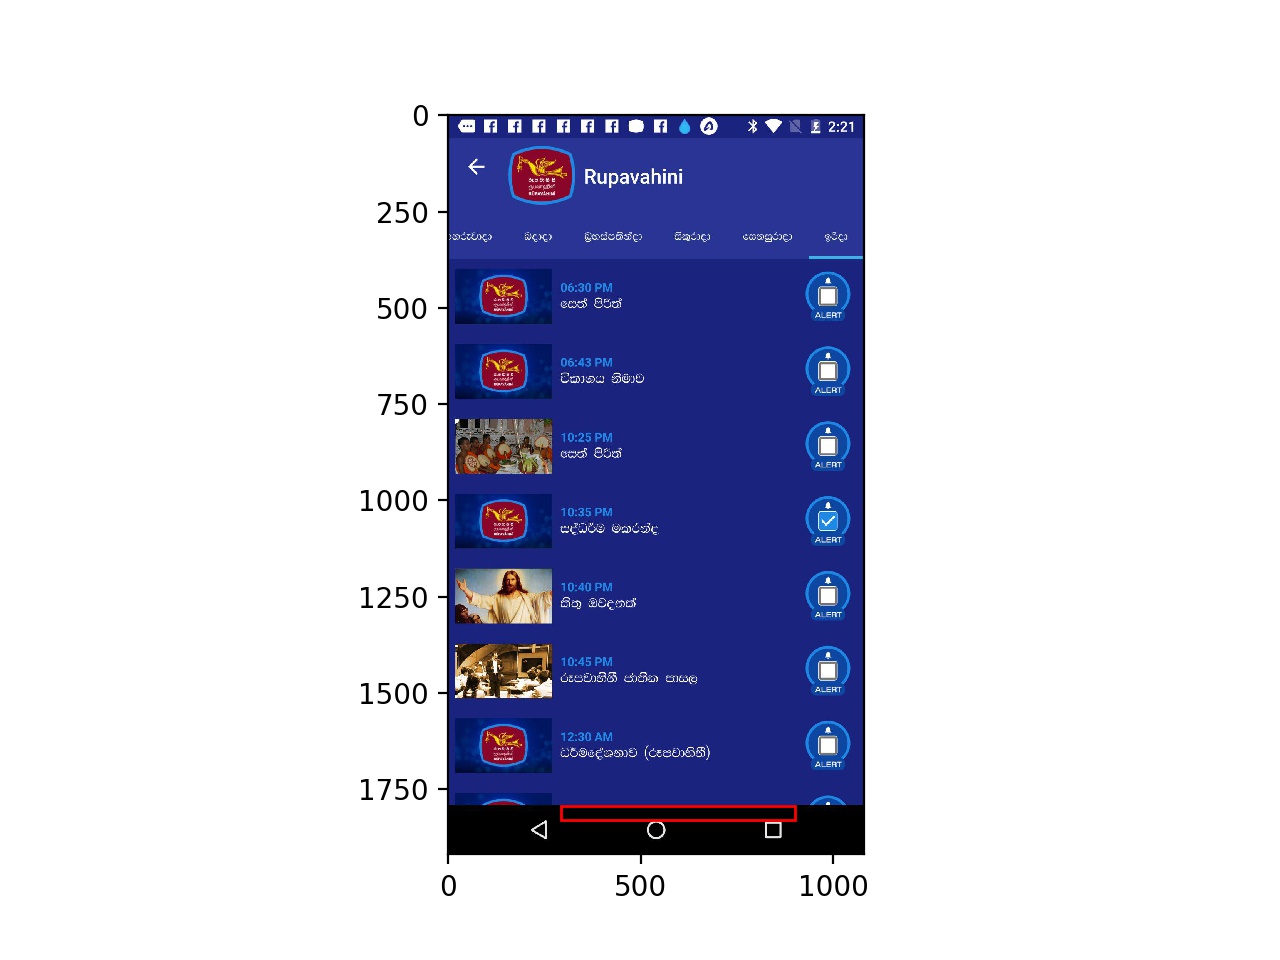 0
250
500
750
1000
1250
1500
1750
0
500
1000
2:21
Rupavahini
බදාදා
බ්‍රහස්පතින්දා
සිකුරාදා
සෙනසුරාදා
ඉරිදා
06:30 PM
සෙත් පිරිත්
ALERT
06:43 PM
විකාශය නිමාව
ALERT
10:25 PM
සෙත් පිරිත්
ALERT
10:35 PM
සද්ධර්ම මකරන්ද
ALERT
10:40 PM
කිතු ඔවදනක්
ALERT
10:45 PM
රූපවාහිනී ජාතික පාසල
ALERT
12:30 AM
ධර්මදේශනාව (රූපවාහිනී)
ALERT